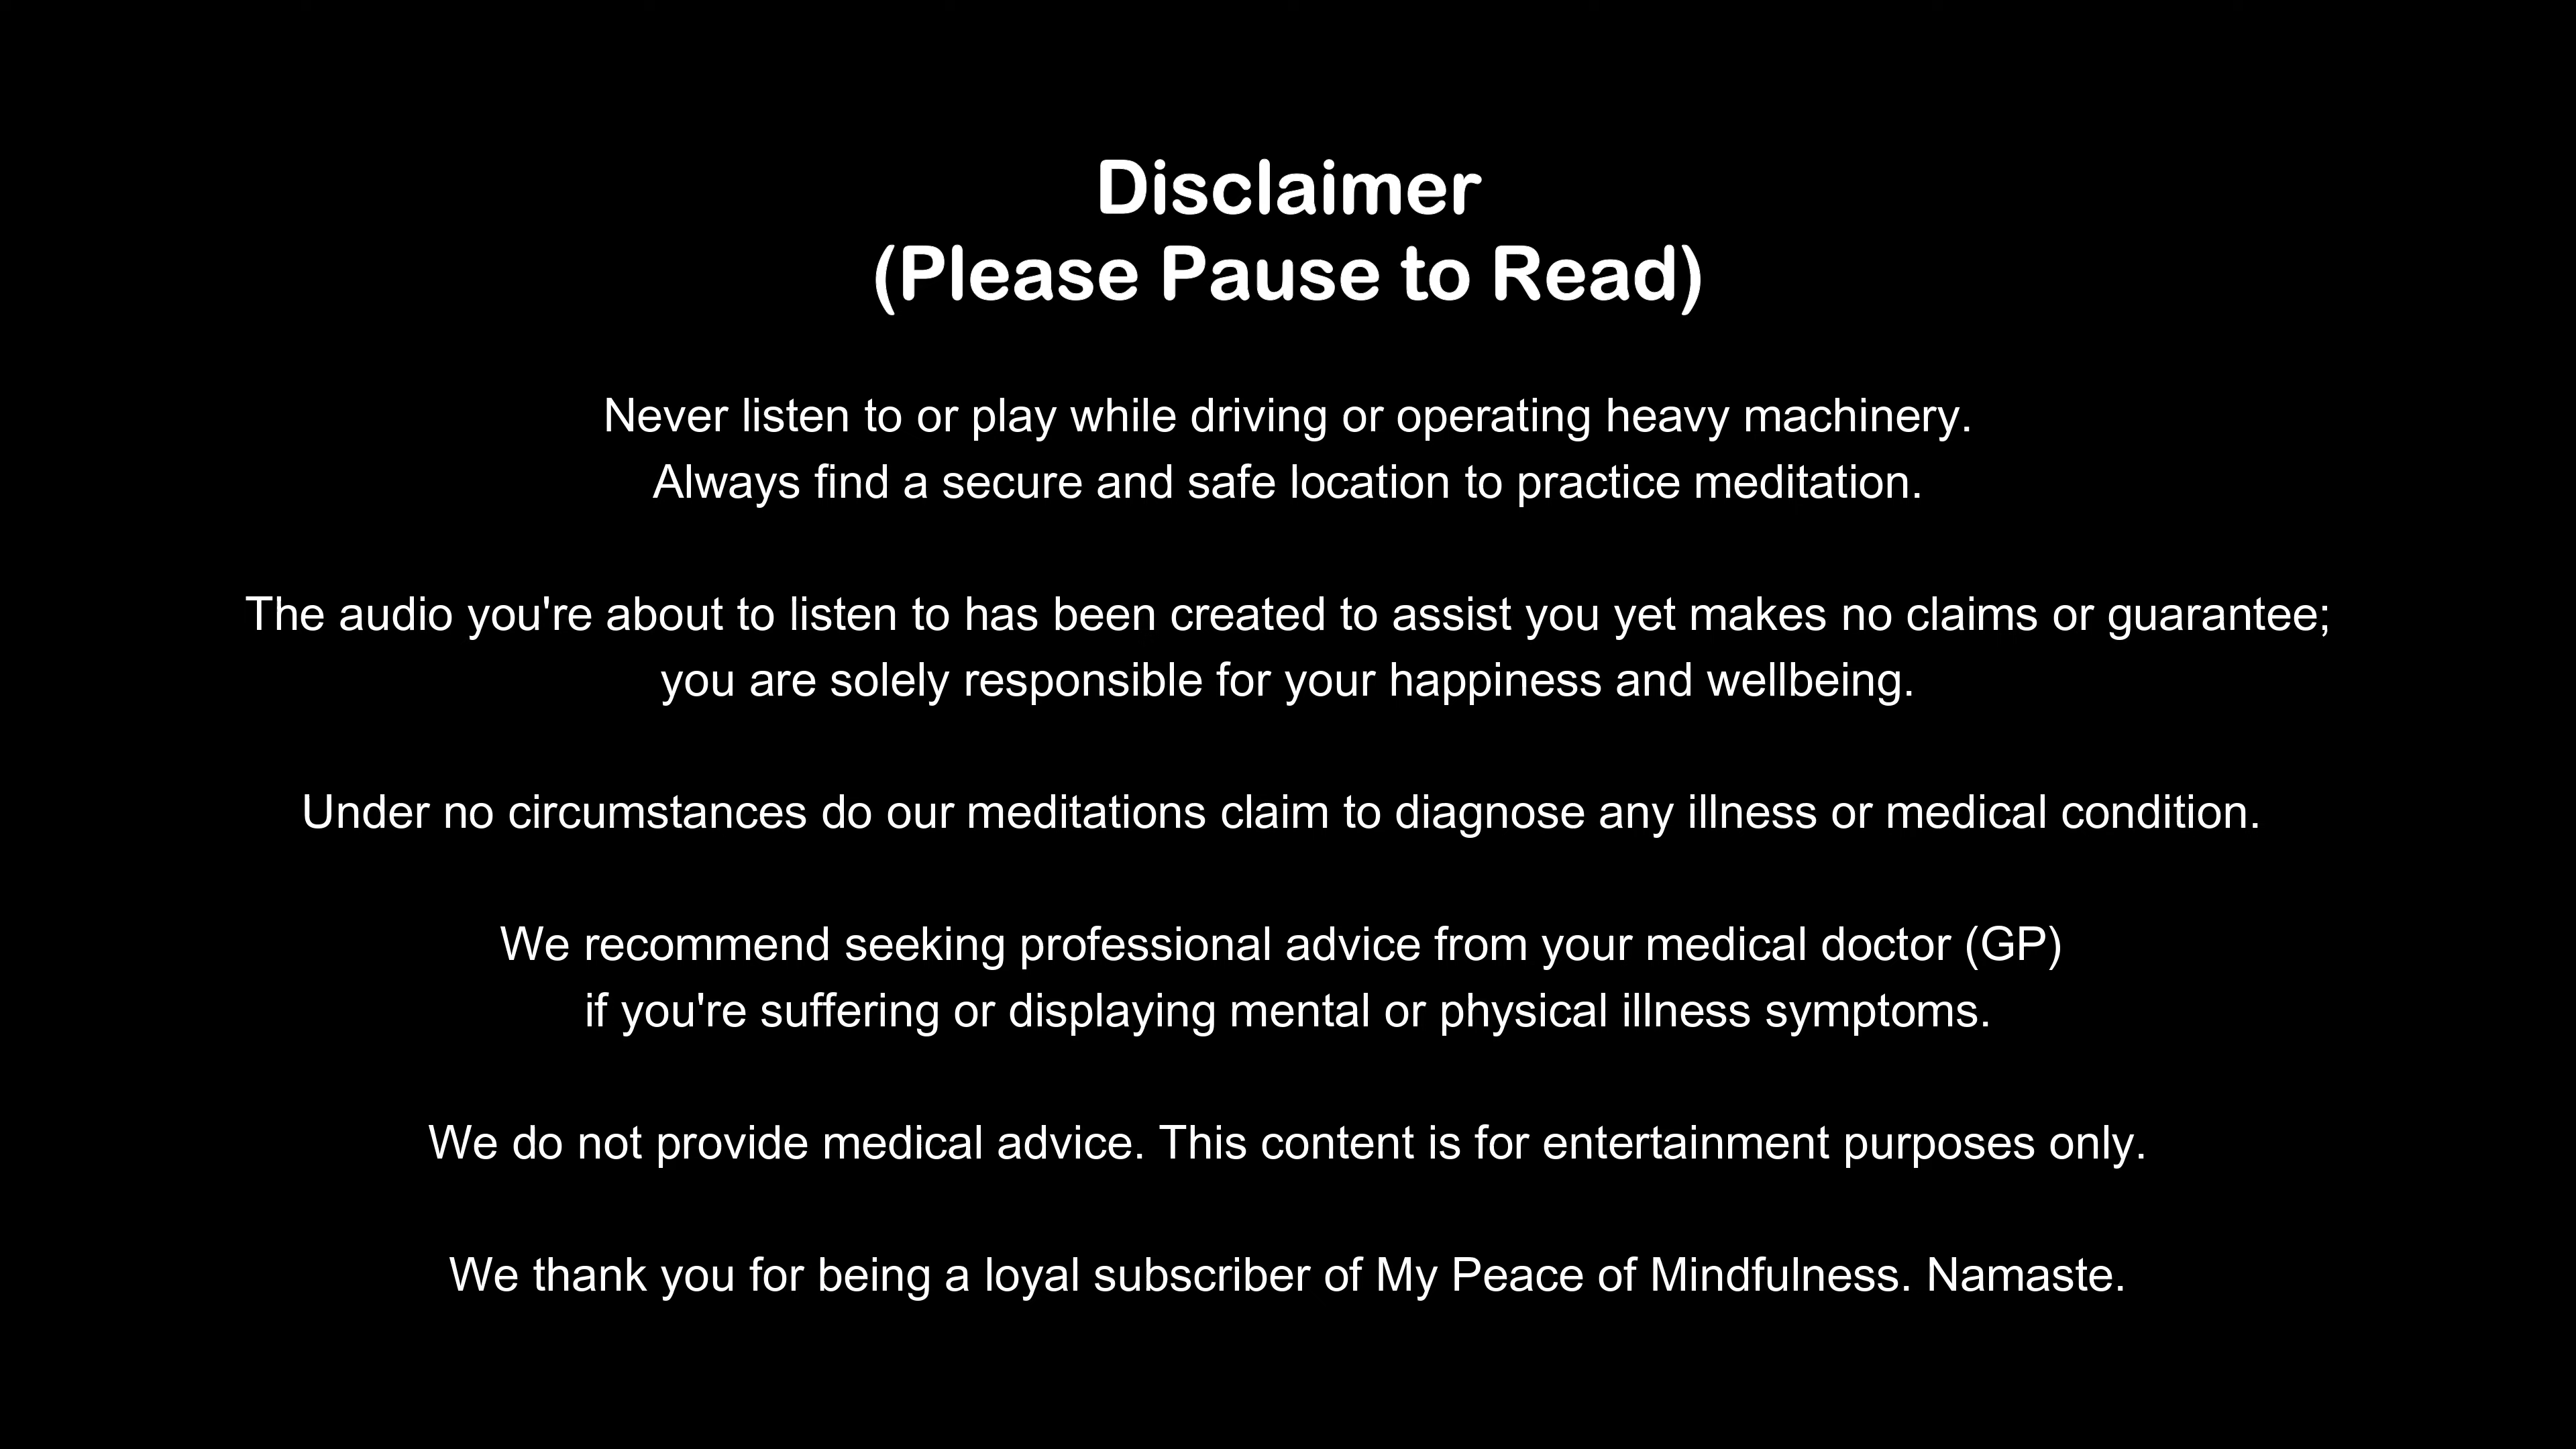 Disclaimer
(Please Pause to Read)
Never listen to or play while driving or operating heavy machinery.
Always find a secure and safe location to practice meditation.
The audio you're about to listen to has been created to assist you yet makes no claims or guarantee;
you are solely responsible for your happiness and wellbeing.
Under no circumstances do our meditations claim to diagnose any illness or medical condition.
We recommend seeking professional advice from your medical doctor (GP)
if you're suffering or displaying mental or physical illness symptoms.
We do not provide medical advice. This content is for entertainment purposes only.
We thank you for being a loyal subscriber of My Peace of Mindfulness. Namaste.